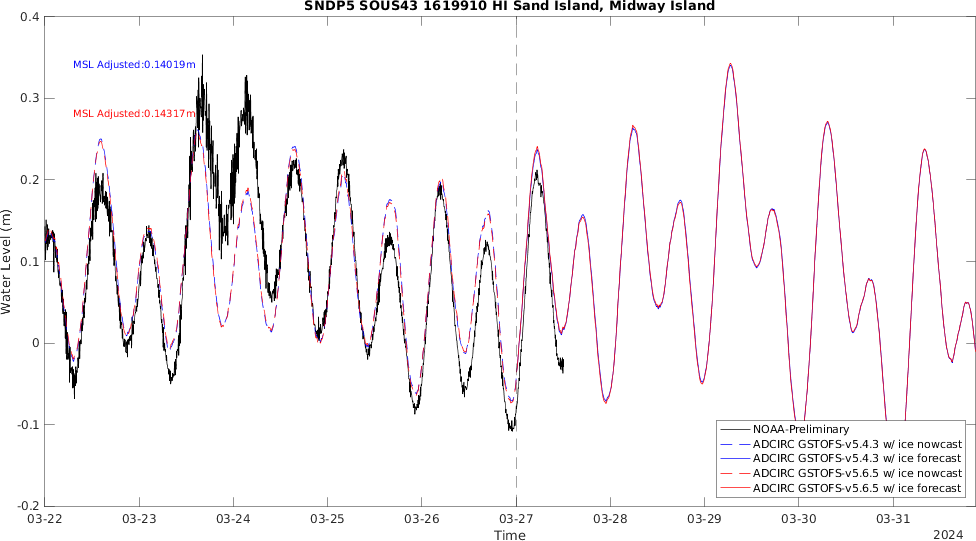 SNDP5 SOUS43 1619910 HI Sand Island, Midway Island
0.4
MSL Adjusted:0.14019m
0.3
MSL Adjusted:0.14317m
0.2
0.1
Water Level (m)
0
-0.1
-0.2
NOAA-Preliminary
ADCIRC GSTOFS-v5.4.3 w/ ice nowcast
ADCIRC GSTOFS-v5.4.3 w/ ice forecast
ADCIRC GSTOFS-v5.6.5 w/ ice nowcast
ADCIRC GSTOFS-v5.6.5 w/ ice forecast
03-22 03-23 03-24 03-25 03-26 03-27 03-28 03-29 03-30 03-31
Time
2024